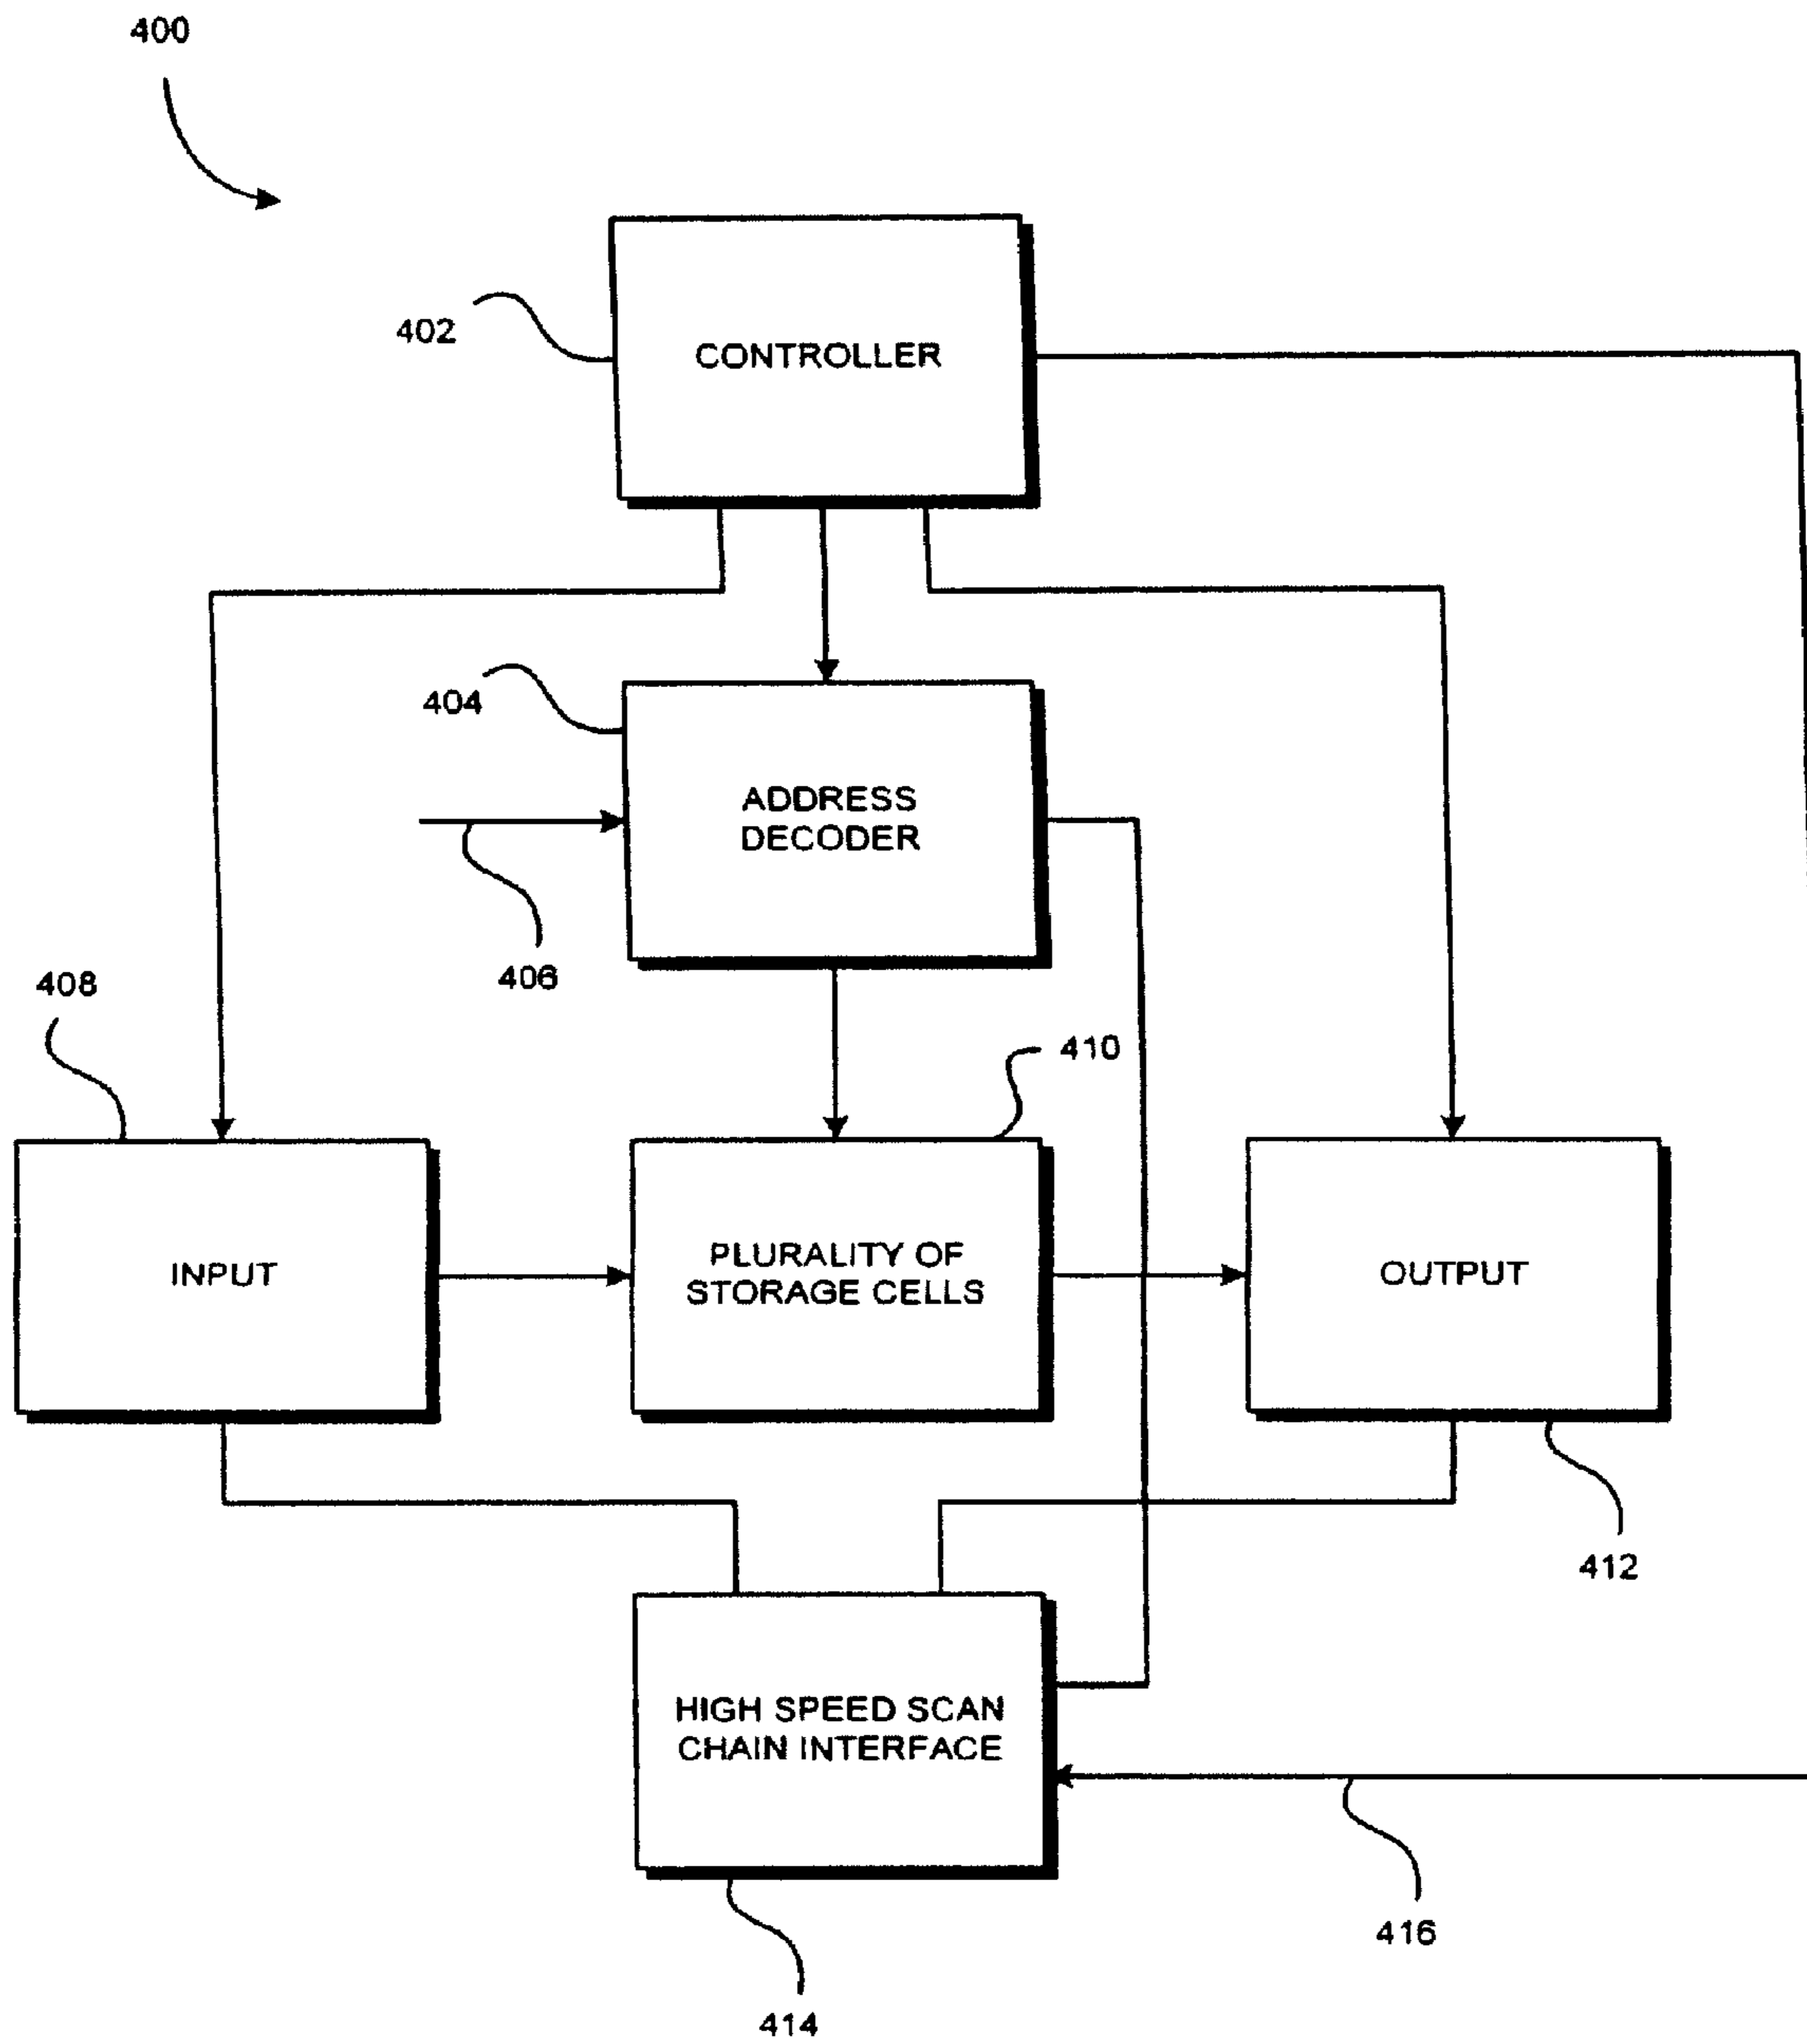 400
402
CONTROLLER
404
ADDRESS
DECODER
406
408
410
INPUT
PLURALITY OF
STORAGE CELLS
OUTPUT
412
HIGH SPEED SCAN
CHAIN INTERFACE
416
414